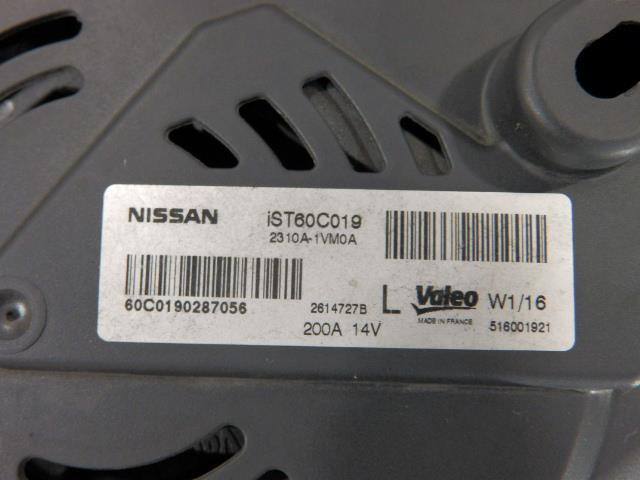 NISSAN iST60C019
2310A-1VM0A
60C0190287056 2614727B L Valeo W1/16
200A 14V MADE IN FRANCE 516001921